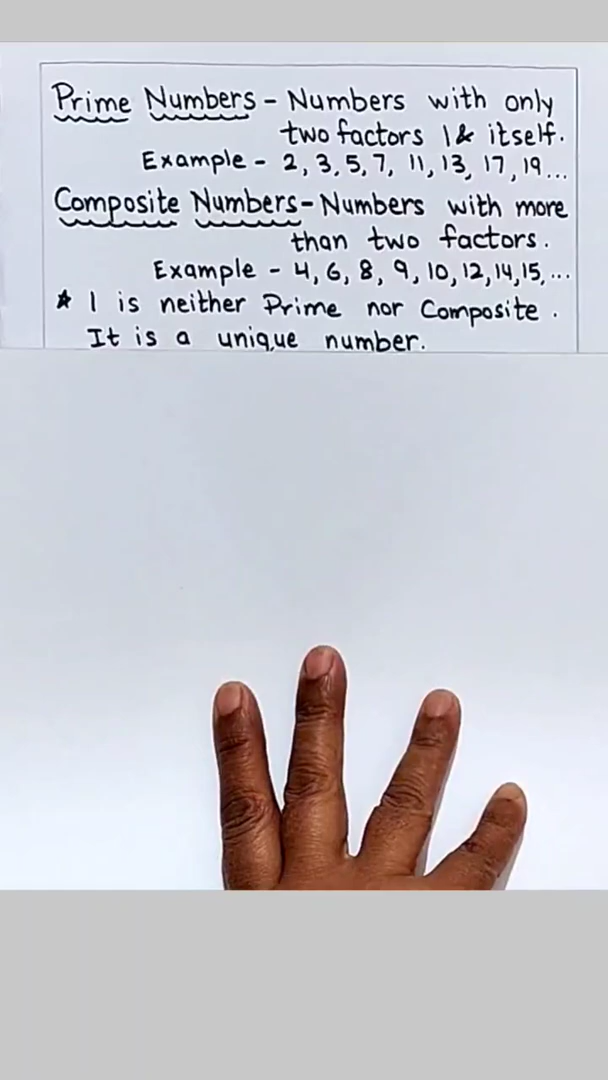 Prime Numbers - Numbers with only
two factors 1 & itself.
Example - 2, 3, 5, 7, 11, 13, 17, 19...
Composite Numbers - Numbers with more
than two factors.
Example - 4, 6, 8, 9, 10, 12, 14, 15, ...
★ 1 is neither Prime nor Composite.
It is a unique number.